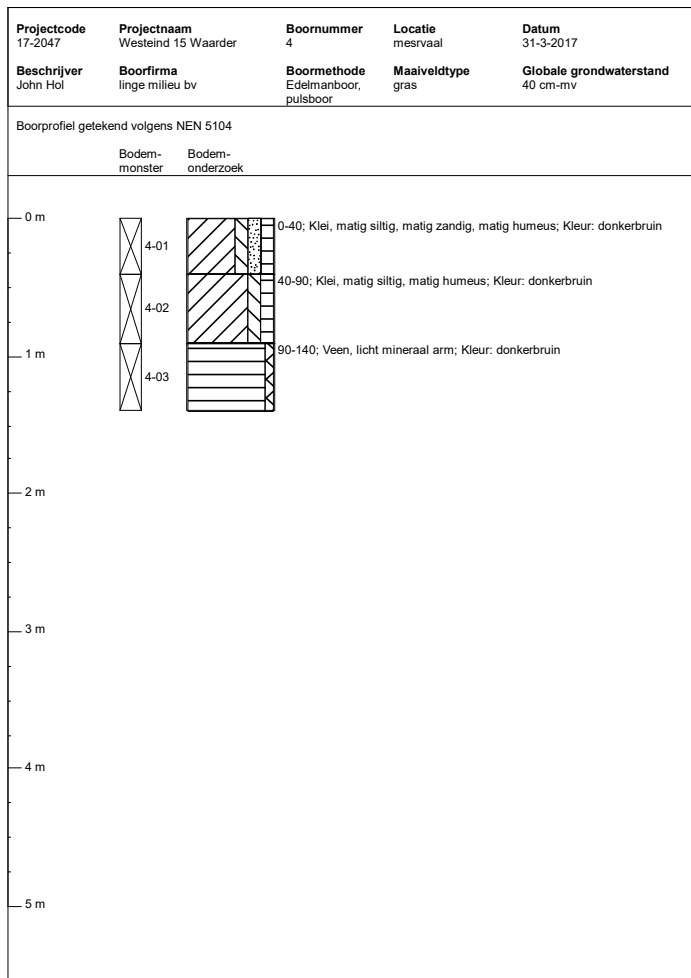 Projectcode Projectnaam Boornummer Locatie Datum
17-2047 Westeind 15 Waarder 4 mesrvaal 31-3-2017
Beschrijver Boorfirma Boormethode Maaiveldtype Globale grondwaterstand
John Hol linge milieu bv Edelmanboor, gras 40 cm-mv
pulsboor
Boorprofiel getekend volgens NEN 5104
Bodem- Bodem-
monster onderzoek
0 m
0-40; Klei, matig siltig, matig zandig, matig humeus; Kleur: donkerbruin
4-01
40-90; Klei, matig siltig, matig humeus; Kleur: donkerbruin
4-02
1 m
90-140; Veen, licht mineraal arm; Kleur: donkerbruin
4-03
2 m
3 m
4 m
5 m